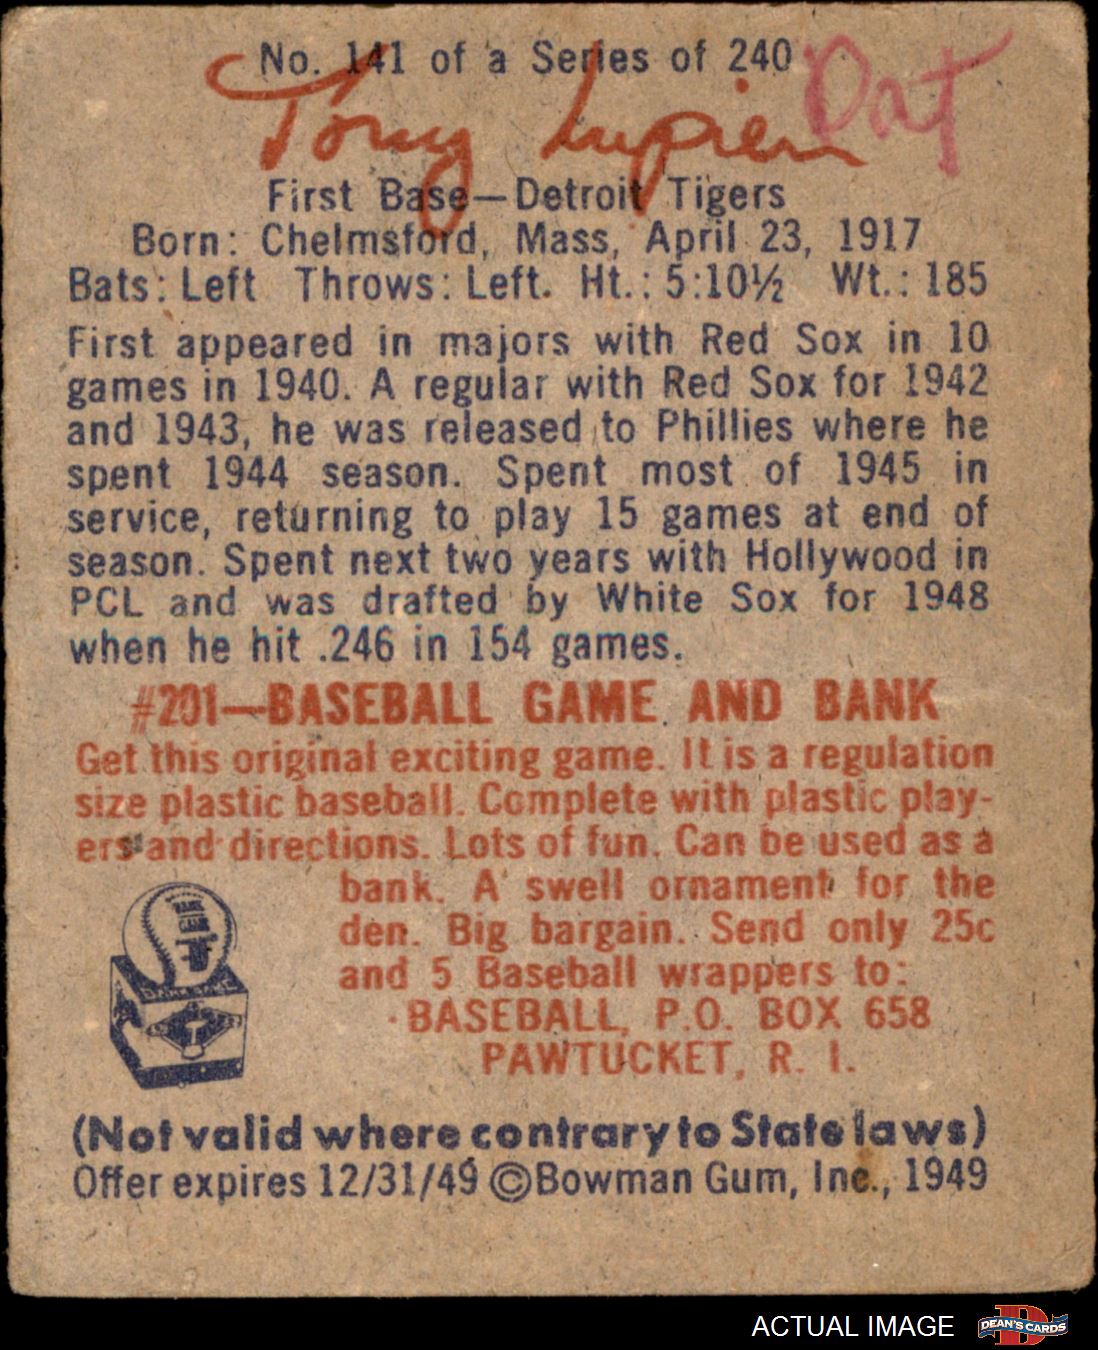 No. 141 of a Series of 240
Tony Lupien
Dat
First Base—Detroit Tigers
Born: Chelmsford, Mass, April 23, 1917
Bats: Left Throws: Left. Ht.: 5:10½ Wt.: 185
First appeared in majors with Red Sox in 10
games in 1940. A regular with Red Sox for 1942
and 1943, he was released to Phillies where he
spent 1944 season. Spent most of 1945 in
service, returning to play 15 games at end of
season. Spent next two years with Hollywood in
PCL and was drafted by White Sox for 1948
when he hit .246 in 154 games.
#201—BASEBALL GAME AND BANK
Get this original exciting game. It is a regulation
size plastic baseball. Complete with plastic play-
ers and directions. Lots of fun. Can be used as a
bank. A swell ornament for the
den. Big bargain. Send only 25c
and 5 Baseball wrappers to:
BASEBALL, P.O. BOX 658
PAWTUCKET, R. I.
(Not valid where contrary to State laws)
Offer expires 12/31/49 ©Bowman Gum, Inc., 1949
ACTUAL IMAGE
DEAN'S CARDS